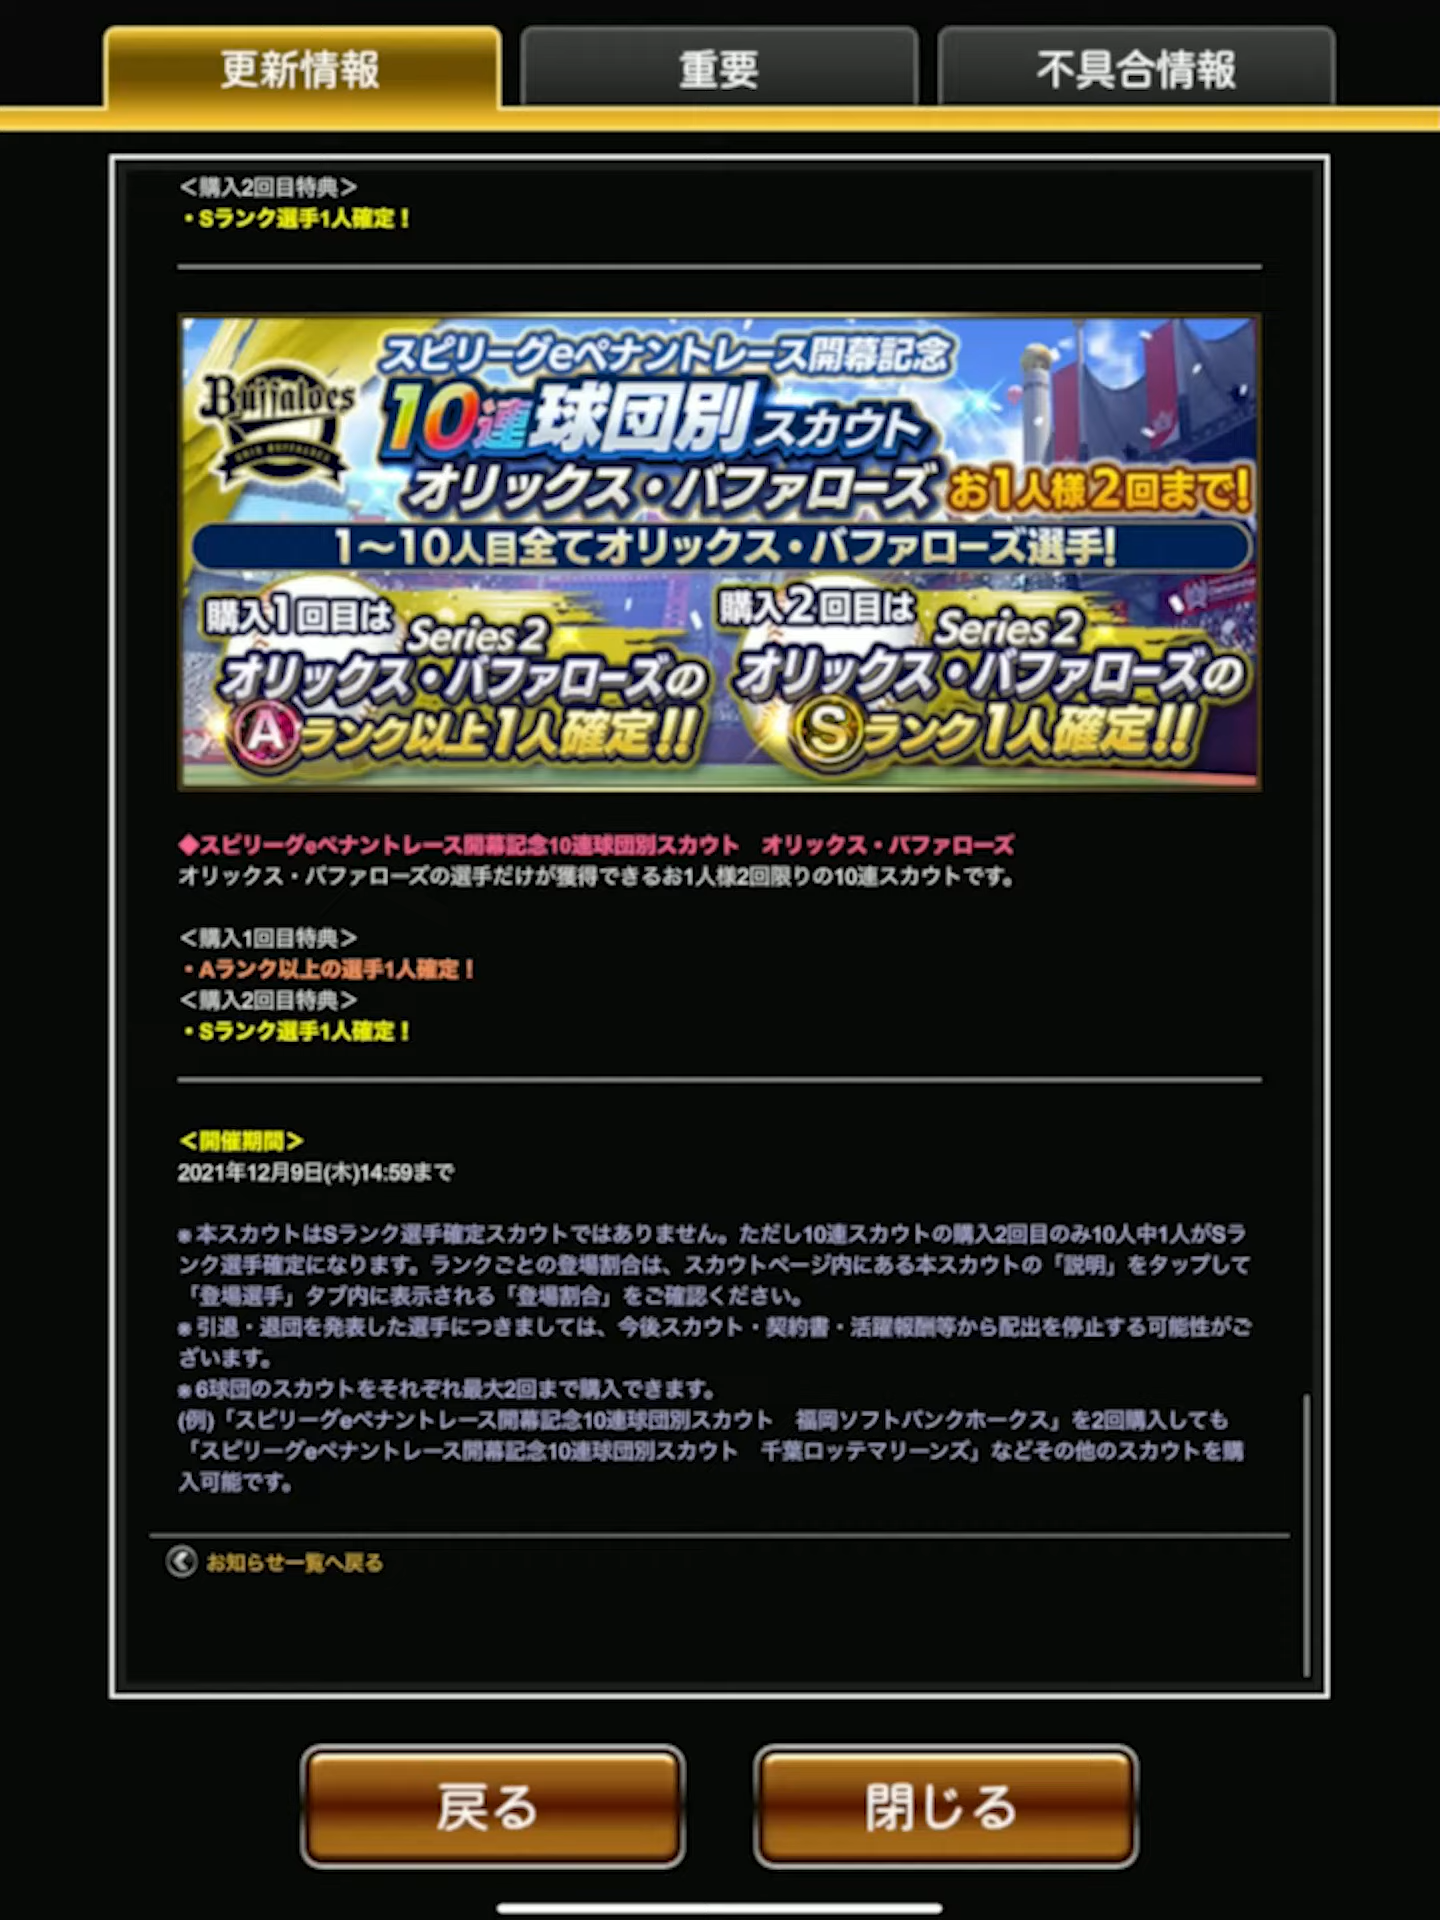 更新情報
重要
不具合情報
＜購入2回目特典＞
・Sランク選手1人確定！
Buffaloes
ORIX BUFFALOES
スピリーグeペナントレース開幕記念
10連球団別スカウト
オリックス・バファローズ お1人様2回まで!
1～10人目全てオリックス・バファローズ選手!
購入1回目は
Series2
オリックス・バファローズの
Aランク以上1人確定!!
購入2回目は
Series2
オリックス・バファローズの
Sランク1人確定!!
◆スピリーグeペナントレース開幕記念10連球団別スカウト　オリックス・バファローズ
オリックス・バファローズの選手だけが獲得できるお1人様2回限りの10連スカウトです。
＜購入1回目特典＞
・Aランク以上の選手1人確定！
＜購入2回目特典＞
・Sランク選手1人確定！
＜開催期間＞
2021年12月9日(木)14:59まで
※本スカウトはSランク選手確定スカウトではありません。ただし10連スカウトの購入2回目のみ10人中1人がSラ
ンク選手確定になります。ランクごとの登場割合は、スカウトページ内にある本スカウトの「説明」をタップして
「登場選手」タブ内に表示される「登場割合」をご確認ください。
※引退・退団を発表した選手につきましては、今後スカウト・契約書・活躍報酬等から配出を停止する可能性がご
ざいます。
※6球団のスカウトをそれぞれ最大2回まで購入できます。
(例)「スピリーグeペナントレース開幕記念10連球団別スカウト　福岡ソフトバンクホークス」を2回購入しても
「スピリーグeペナントレース開幕記念10連球団別スカウト　千葉ロッテマリーンズ」などその他のスカウトを購
入可能です。
お知らせ一覧へ戻る
戻る
閉じる